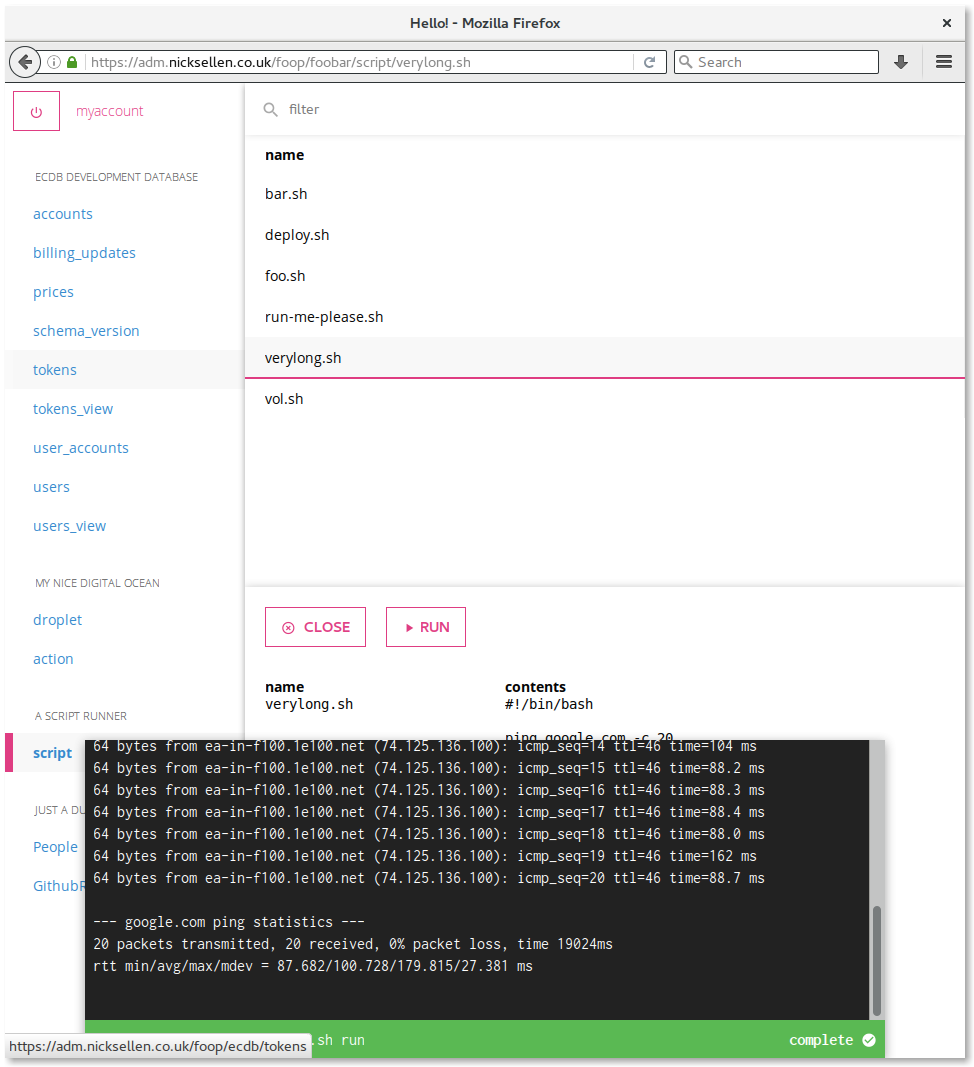 Hello! - Mozilla Firefox
https://adm.nicksellen.co.uk/foop/foobar/script/verylong.sh
Search
myaccount
filter
ECDB DEVELOPMENT DATABASE
accounts
billing_updates
prices
schema_version
tokens
tokens_view
user_accounts
users
users_view
MY NICE DIGITAL OCEAN
droplet
action
A SCRIPT RUNNER
script
JUST A DU
People
GithubR
name
bar.sh
deploy.sh
foo.sh
run-me-please.sh
verylong.sh
vol.sh
CLOSE
RUN
name
verylong.sh
contents
#!/bin/bash
ping google.com -c 20
64 bytes from ea-in-f100.1e100.net (74.125.136.100): icmp_seq=14 ttl=46 time=104 ms
64 bytes from ea-in-f100.1e100.net (74.125.136.100): icmp_seq=15 ttl=46 time=88.2 ms
64 bytes from ea-in-f100.1e100.net (74.125.136.100): icmp_seq=16 ttl=46 time=88.3 ms
64 bytes from ea-in-f100.1e100.net (74.125.136.100): icmp_seq=17 ttl=46 time=88.4 ms
64 bytes from ea-in-f100.1e100.net (74.125.136.100): icmp_seq=18 ttl=46 time=88.0 ms
64 bytes from ea-in-f100.1e100.net (74.125.136.100): icmp_seq=19 ttl=46 time=162 ms
64 bytes from ea-in-f100.1e100.net (74.125.136.100): icmp_seq=20 ttl=46 time=88.7 ms
--- google.com ping statistics ---
20 packets transmitted, 20 received, 0% packet loss, time 19024ms
rtt min/avg/max/mdev = 87.682/100.728/179.815/27.381 ms
.sh run
complete
https://adm.nicksellen.co.uk/foop/ecdb/tokens